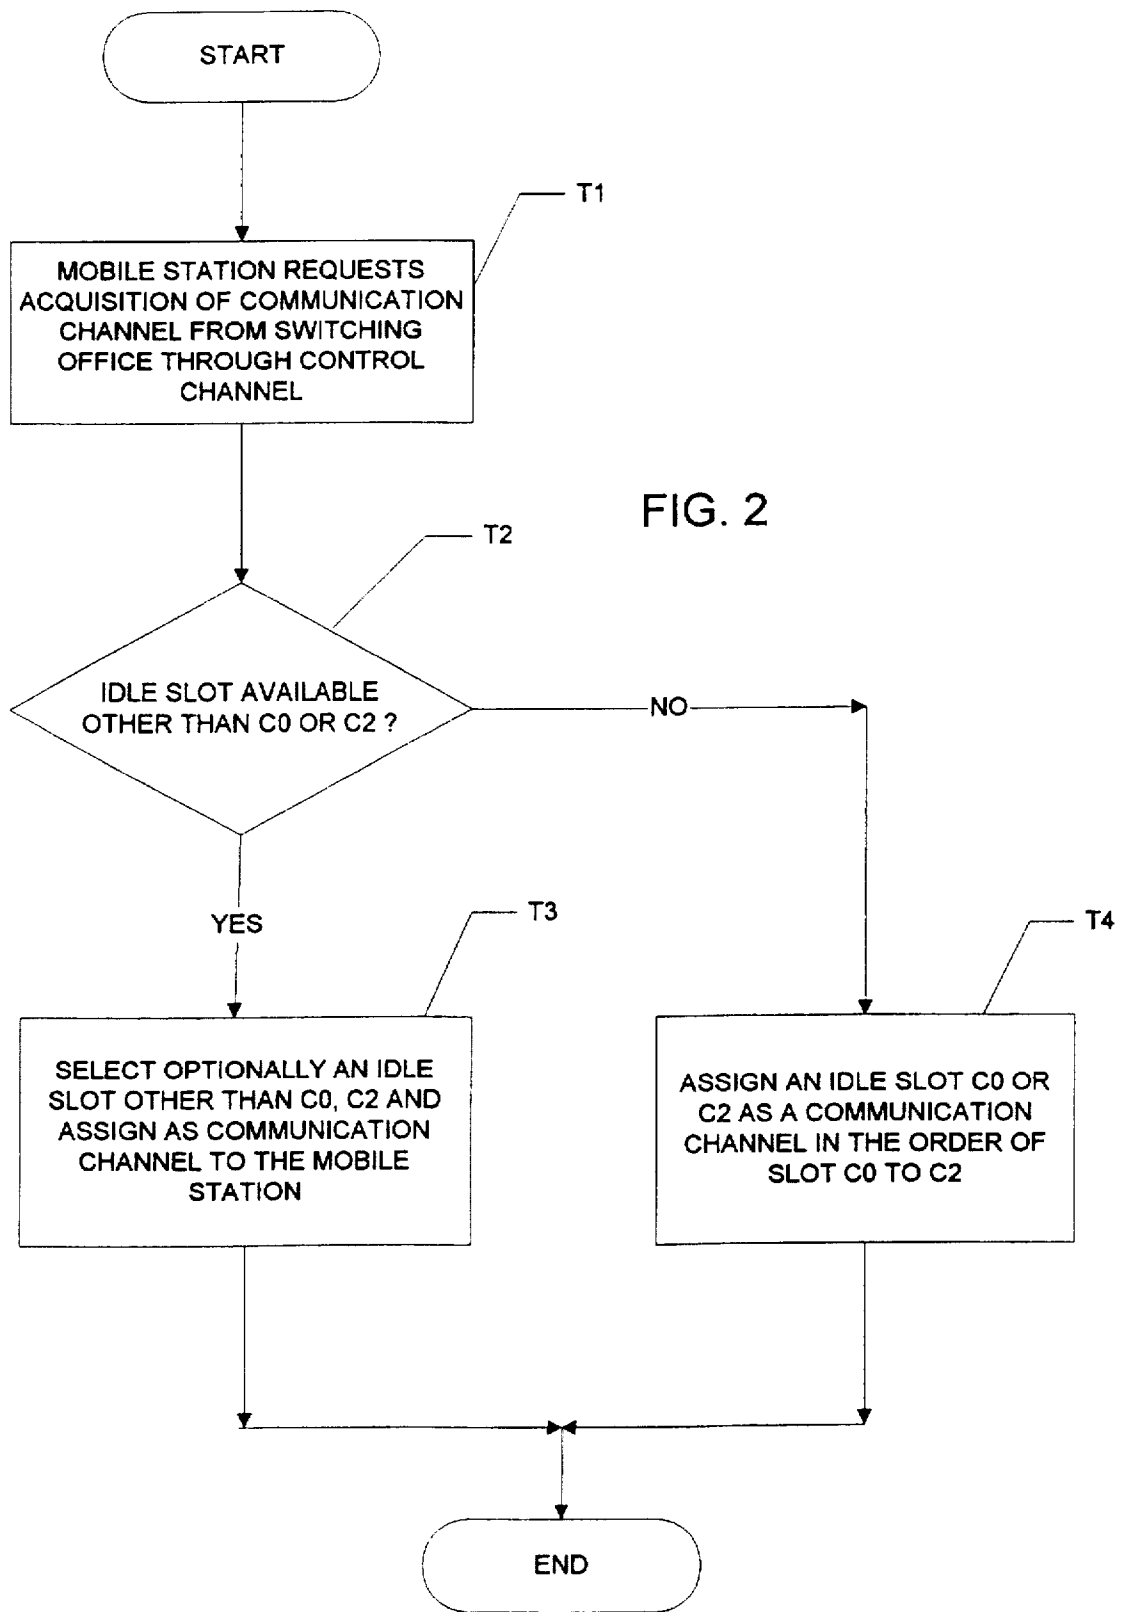 START
T1
MOBILE STATION REQUESTS
ACQUISITION OF COMMUNICATION
CHANNEL FROM SWITCHING
OFFICE THROUGH CONTROL
CHANNEL
FIG. 2
T2
IDLE SLOT AVAILABLE
OTHER THAN C0 OR C2 ?
NO
YES
T3
T4
SELECT OPTIONALLY AN IDLE
SLOT OTHER THAN C0, C2 AND
ASSIGN AS COMMUNICATION
CHANNEL TO THE MOBILE
STATION
ASSIGN AN IDLE SLOT C0 OR
C2 AS A COMMUNICATION
CHANNEL IN THE ORDER OF
SLOT C0 TO C2
END